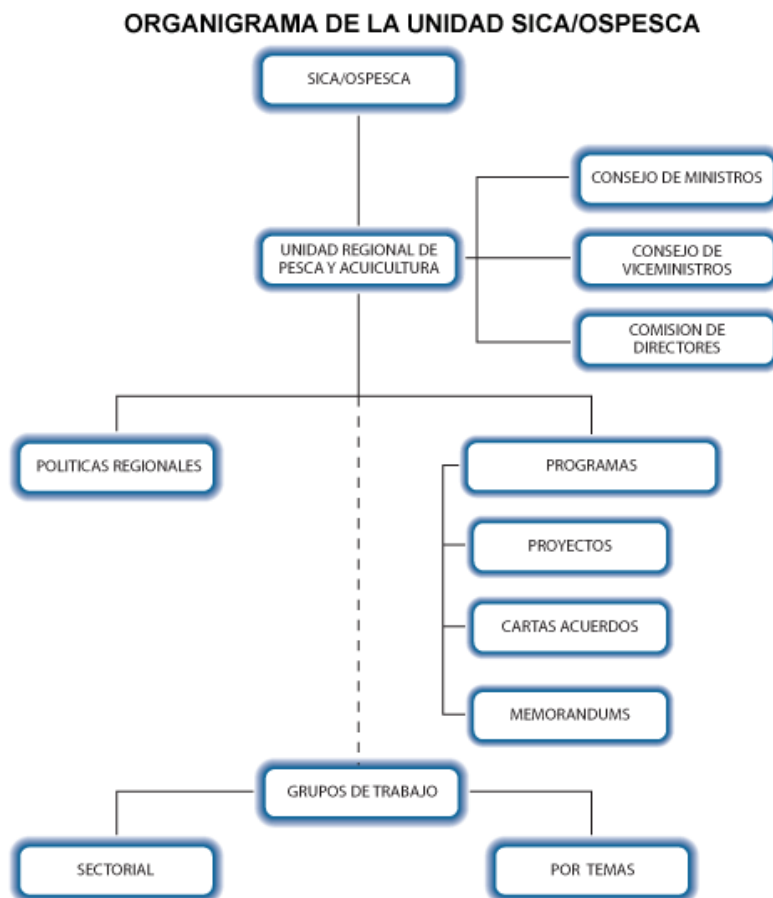 ORGANIGRAMA DE LA UNIDAD SICA/OSPESCA
SICA/OSPESCA
CONSEJO DE MINISTROS
UNIDAD REGIONAL DE
PESCA Y ACUICULTURA
CONSEJO DE
VICEMINISTROS
COMISION DE
DIRECTORES
POLITICAS REGIONALES
PROGRAMAS
PROYECTOS
CARTAS ACUERDOS
MEMORANDUMS
GRUPOS DE TRABAJO
SECTORIAL
POR TEMAS